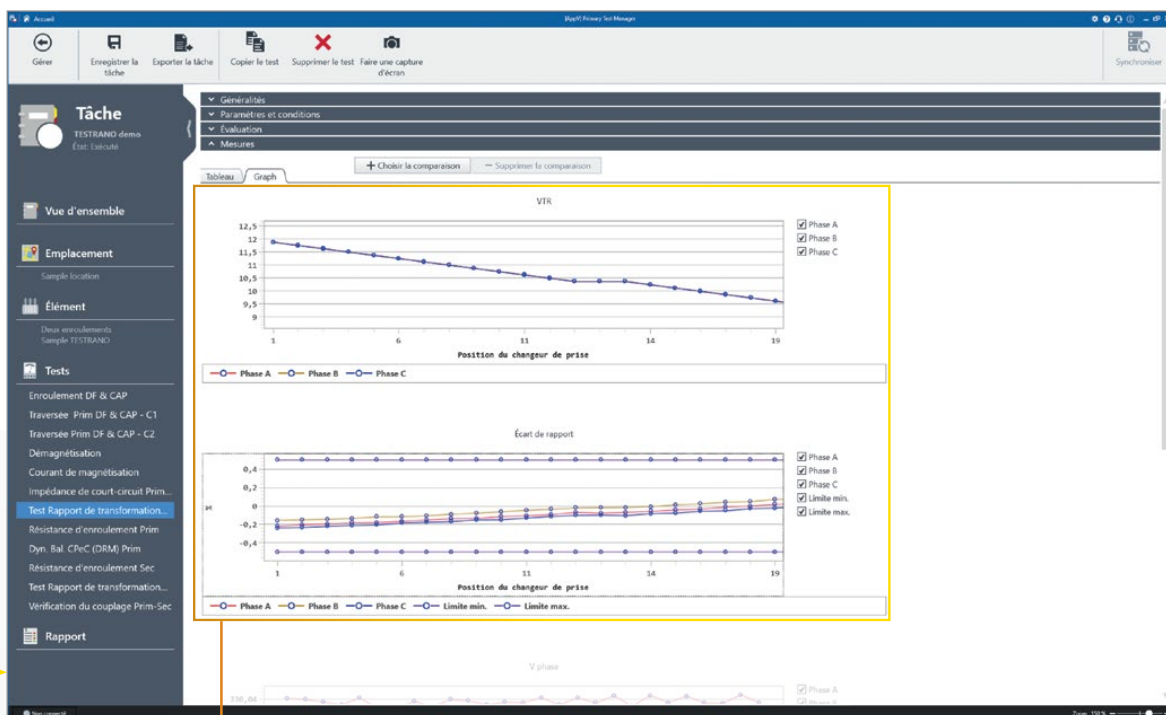 Accueil
[AppV] Primary Test Manager
Gérer
Enregistrer la
tâche
Exporter la tâche
Copier le test
Supprimer le test
Faire une capture
d'écran
Synchroniser
Tâche
TESTRANO demo
État: Exécuté
Vue d'ensemble
Emplacement
Sample location
Élément
Deux enroulements
Sample TESTRANO
Tests
Enroulement DF & CAP
Traversée Prim DF & CAP - C1
Traversée Prim DF & CAP - C2
Démagnétisation
Courant de magnétisation
Impédance de court-circuit Prim...
Test Rapport de transformation...
Résistance d'enroulement Prim
Dyn. Bal. CPeC (DRM) Prim
Résistance d'enroulement Sec
Test Rapport de transformation...
Vérification du couplage Prim-Sec
Rapport
Non connecté
Généralités
Paramètres et conditions
Évaluation
Mesures
+ Choisir la comparaison
− Supprimer la comparaison
Tableau
Graph
VTR
12,5
12
11,5
11
10,5
10
9,5
9
1 6 11 14 19
Position du changeur de prise
Phase A
Phase B
Phase C
Phase A Phase B Phase C
Écart de rapport
0,4
0,2
0
-0,2
-0,4
%
1 6 11 14 19
Position du changeur de prise
Phase A
Phase B
Phase C
Limite min.
Limite max.
Phase A Phase B Phase C Limite min. Limite max.
V phase
Phase A
Zoom: 150 %